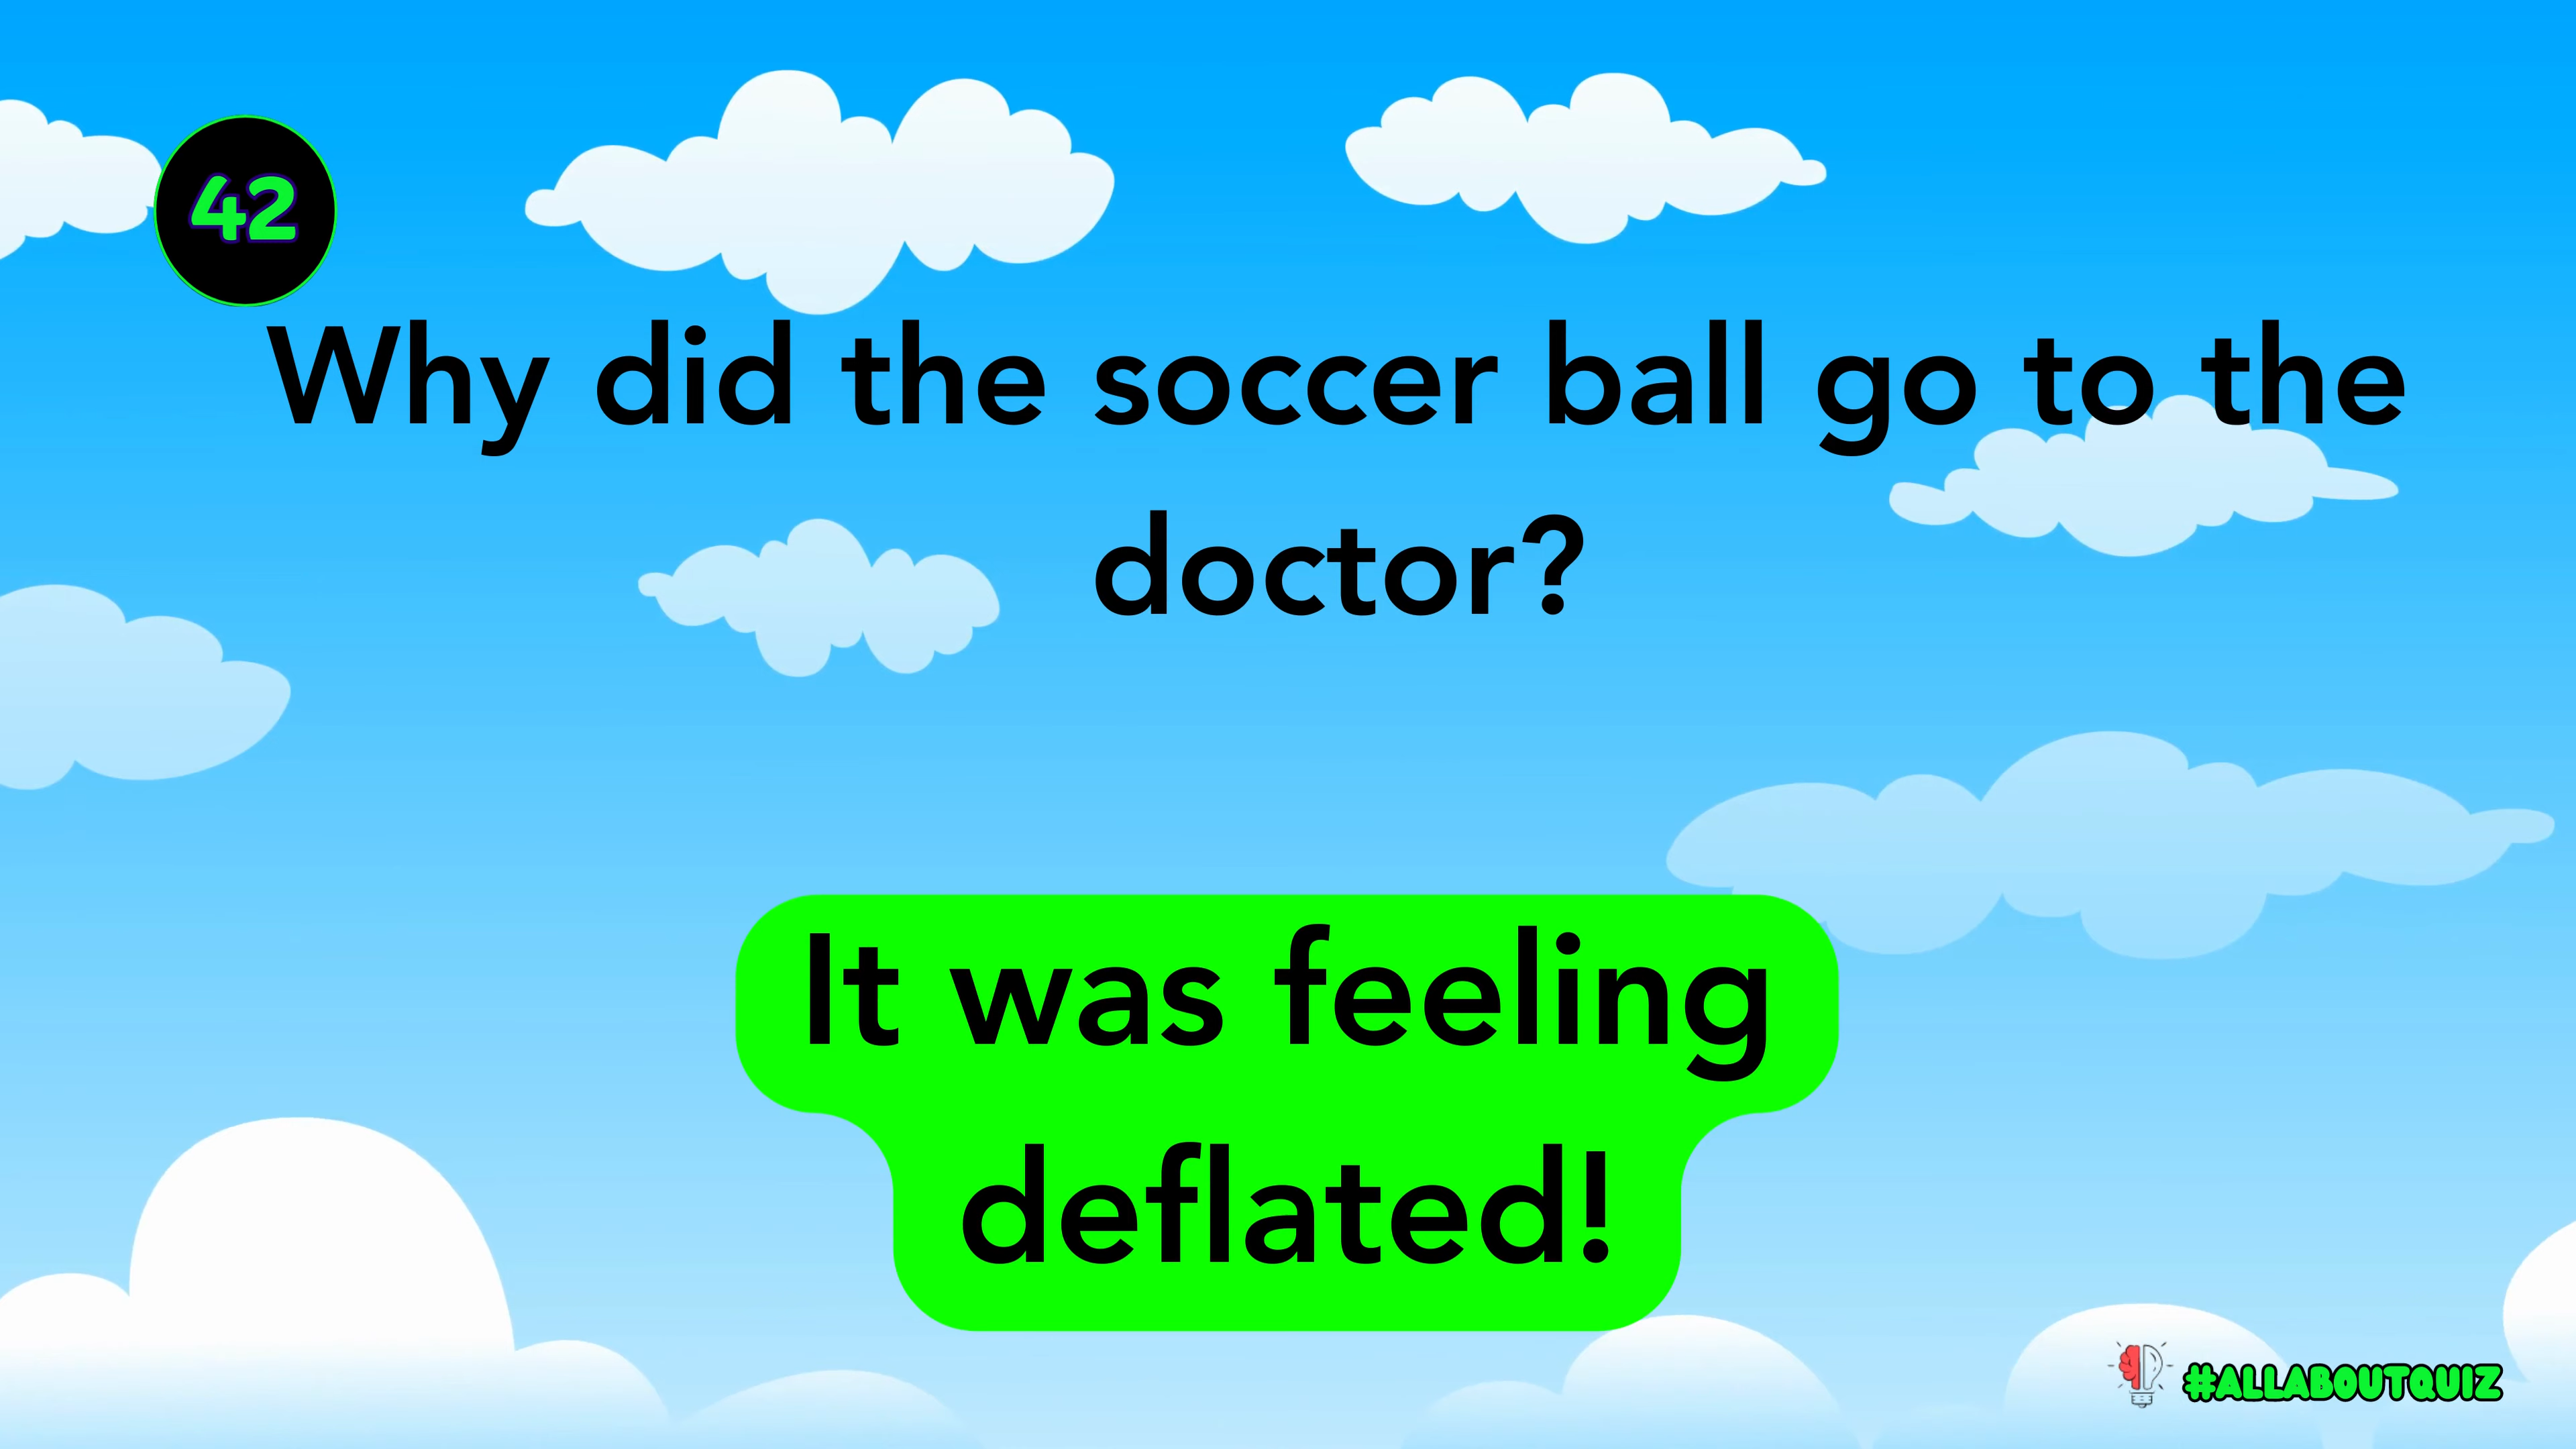 42
Why did the soccer ball go to the
doctor?
It was feeling
deflated!
#ALLABOUTQUIZ